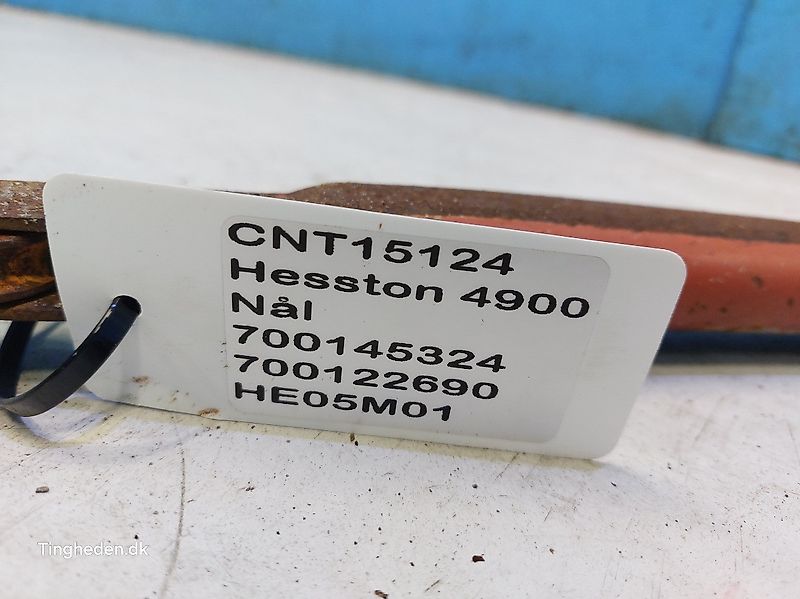 CNT15124
Hesston 4900
Nål
700145324
700122690
HE05M01
Tingheden.dk